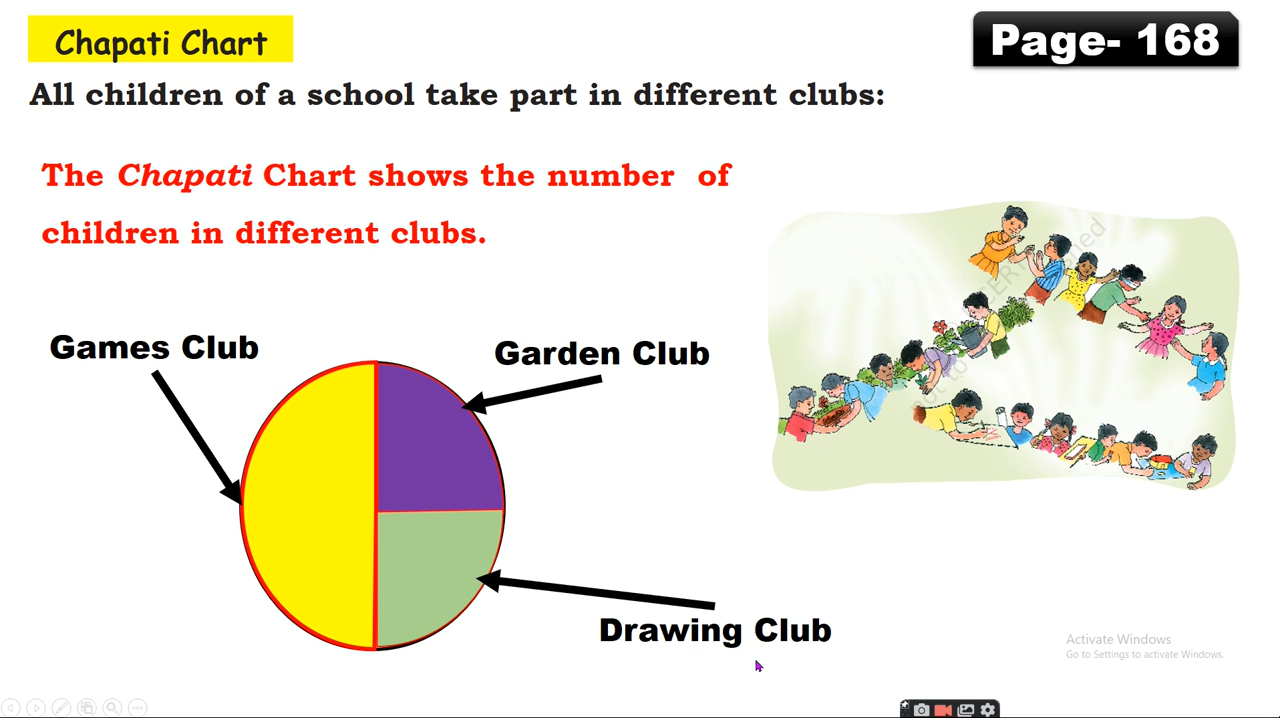 Chapati Chart
Page- 168
All children of a school take part in different clubs:
The Chapati Chart shows the number of
children in different clubs.
Games Club
Garden Club
Drawing Club
Activate Windows
Go to Settings to activate Windows.